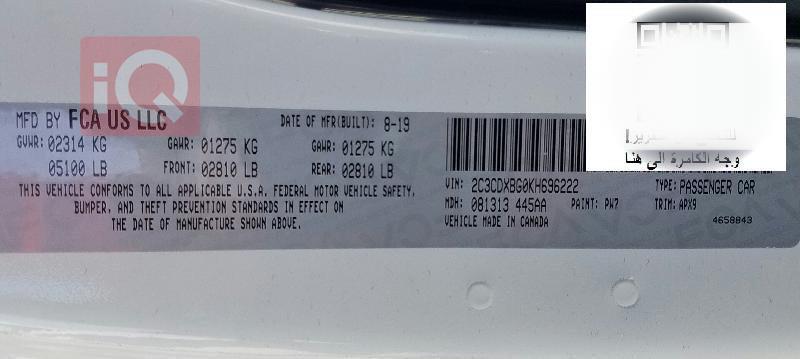 iQ
MFD BY FCA US LLC
DATE OF MFR(BUILT): 8-19
GVWR: 02314 KG GAWR: 01275 KG GAWR: 01275 KG
05100 LB FRONT: 02810 LB REAR: 02810 LB
THIS VEHICLE CONFORMS TO ALL APPLICABLE U.S.A. FEDERAL MOTOR VEHICLE SAFETY,
BUMPER, AND THEFT PREVENTION STANDARDS IN EFFECT ON
THE DATE OF MANUFACTURE SHOWN ABOVE.
وجه الكامرة الي هنا
VIN: 2C3CDXBG0KH696222 TYPE: PASSENGER CAR
MDH: 081313 445AA PAINT: PW7 TRIM: APX9
VEHICLE MADE IN CANADA 4658843